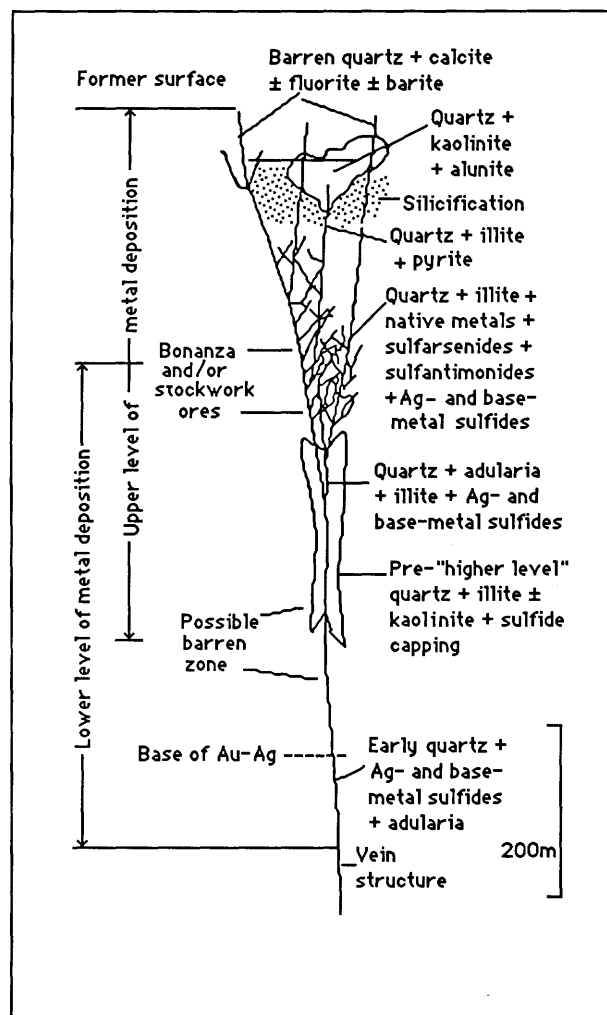 Former surface
Barren quartz + calcite
± fluorite ± barite
Quartz +
kaolinite
+ alunite
Silicification
Quartz + illite
+ pyrite
Quartz + illite +
native metals +
sulfarsenides +
sulfantimonides
+Ag- and base-
metal sulfides
Bonanza
and/or
stockwork
ores
Upper level of metal deposition
Lower level of metal deposition
Quartz + adularia
+ illite + Ag- and
base-metal sulfides
Pre-"higher level"
quartz + illite ±
kaolinite + sulfide
capping
Possible
barren
zone
Base of Au-Ag
Early quartz +
Ag- and base-
metal sulfides
+ adularia
200m
Vein
structure